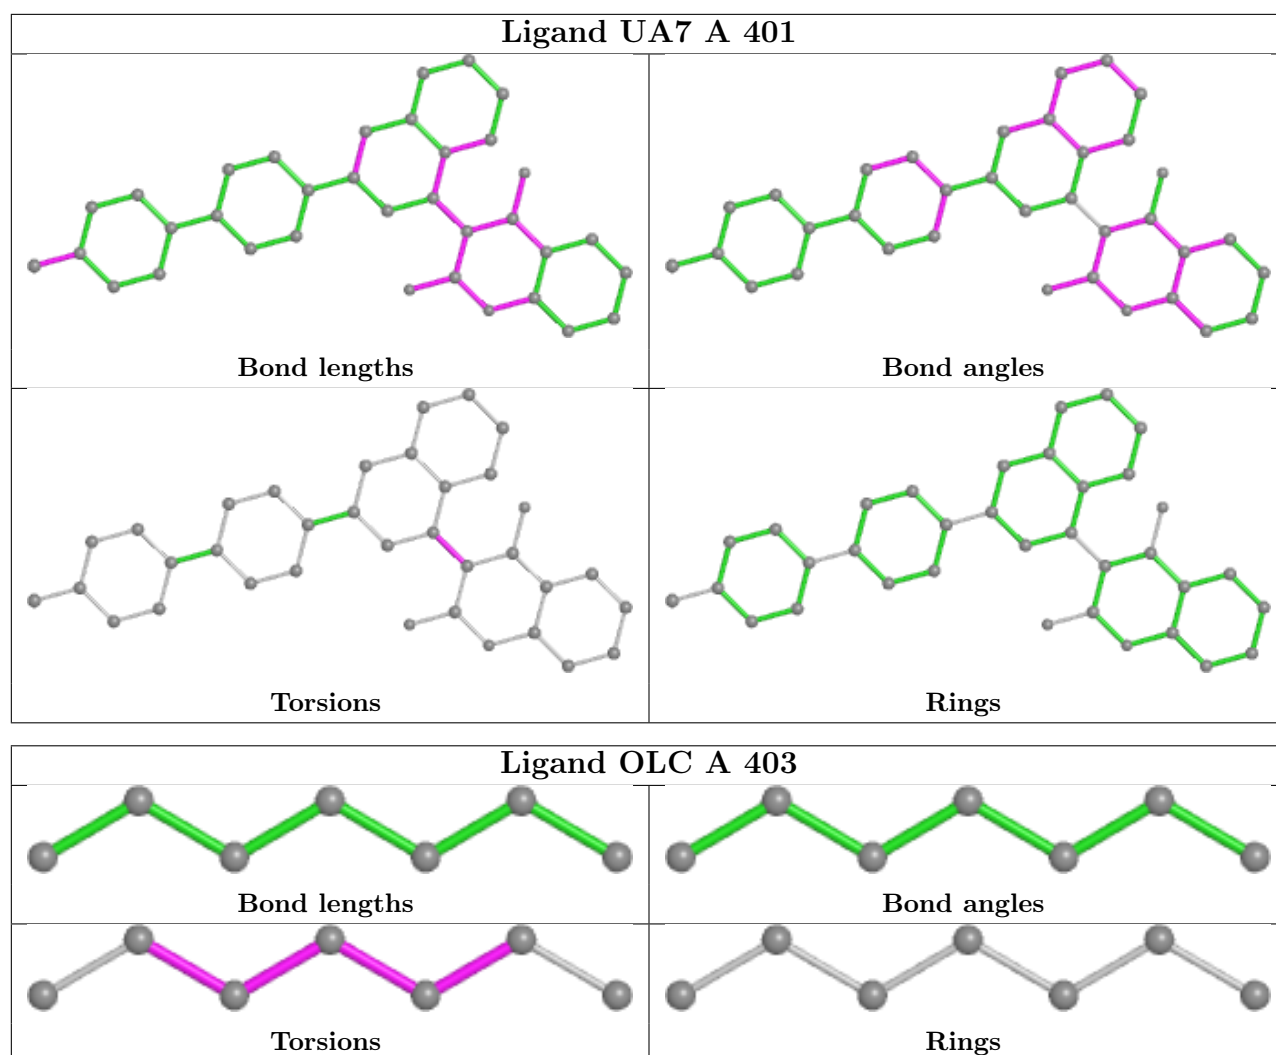 Ligand UA7 A 401
Bond lengths
Bond angles
Torsions
Rings
Ligand OLC A 403
Bond lengths
Bond angles
Torsions
Rings